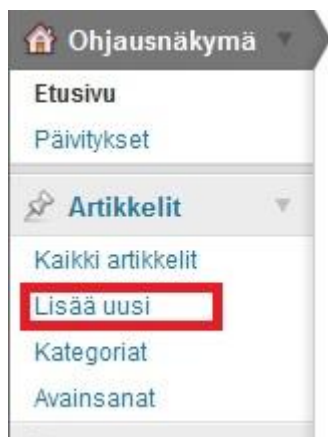 Ohjausnäkymä
Etusivu
Päivitykset
Artikkelit
Kaikki artikkelit
Lisää uusi
Kategoriat
Avainsanat